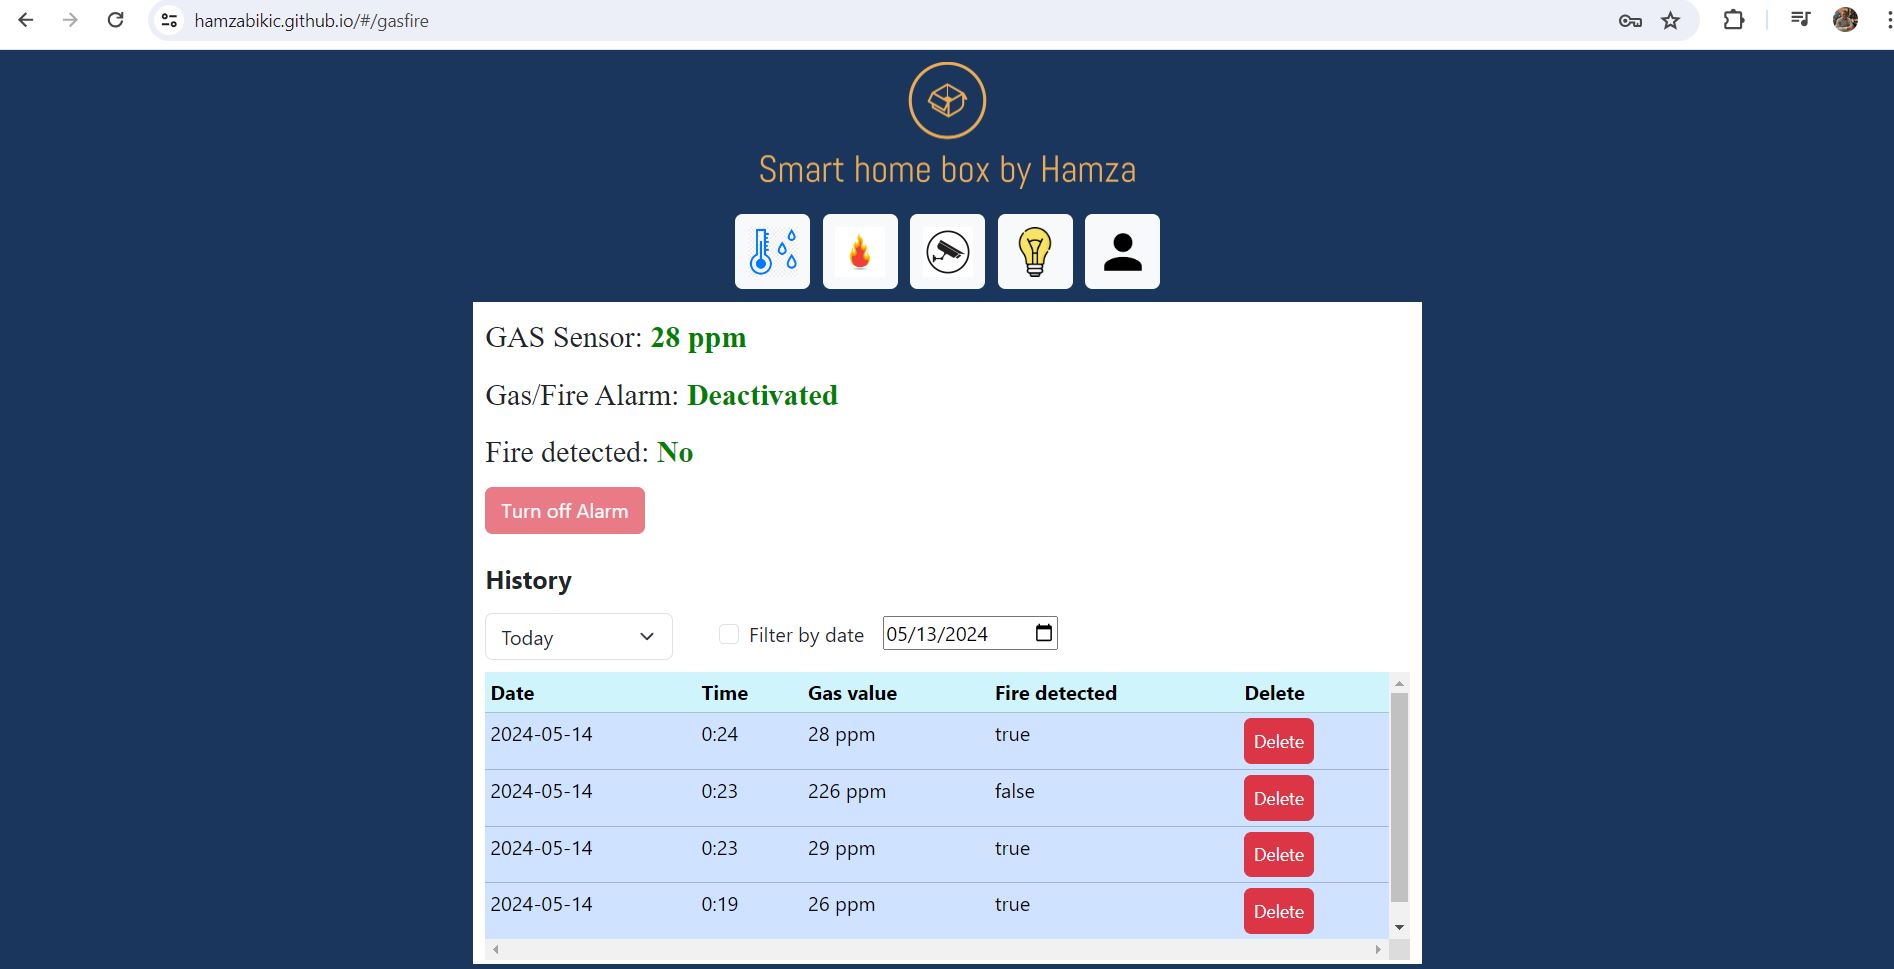 hamzabikic.github.io/#/gasfire
Smart home box by Hamza
GAS Sensor: 28 ppm
Gas/Fire Alarm: Deactivated
Fire detected: No
Turn off Alarm
History
Today Filter by date 05/13/2024
Date Time Gas value Fire detected Delete
2024-05-14 0:24 28 ppm true Delete
2024-05-14 0:23 226 ppm false Delete
2024-05-14 0:23 29 ppm true Delete
2024-05-14 0:19 26 ppm true Delete